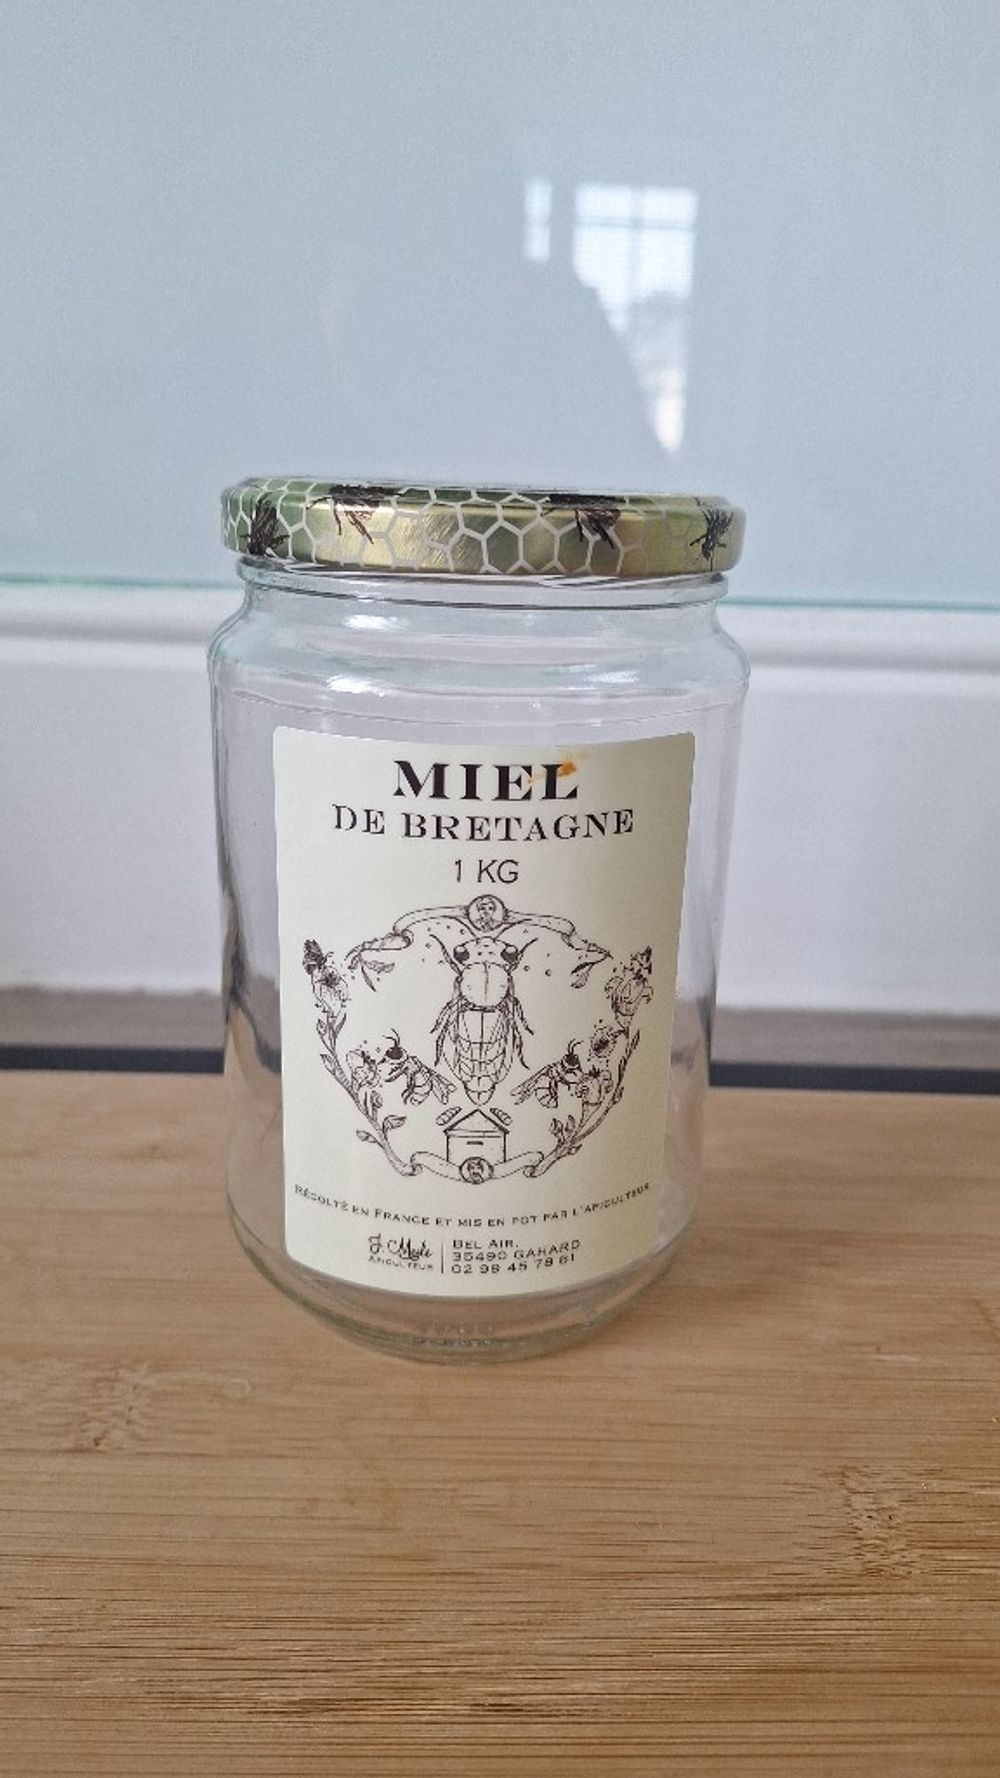 MIEL
DE BRETAGNE
1 KG
RÉCOLTÉ EN FRANCE ET MIS EN POT PAR L'APICULTEUR
J.
APICULTEUR
BEL AIR.
35490 GAHARD
02 98 45 78 61